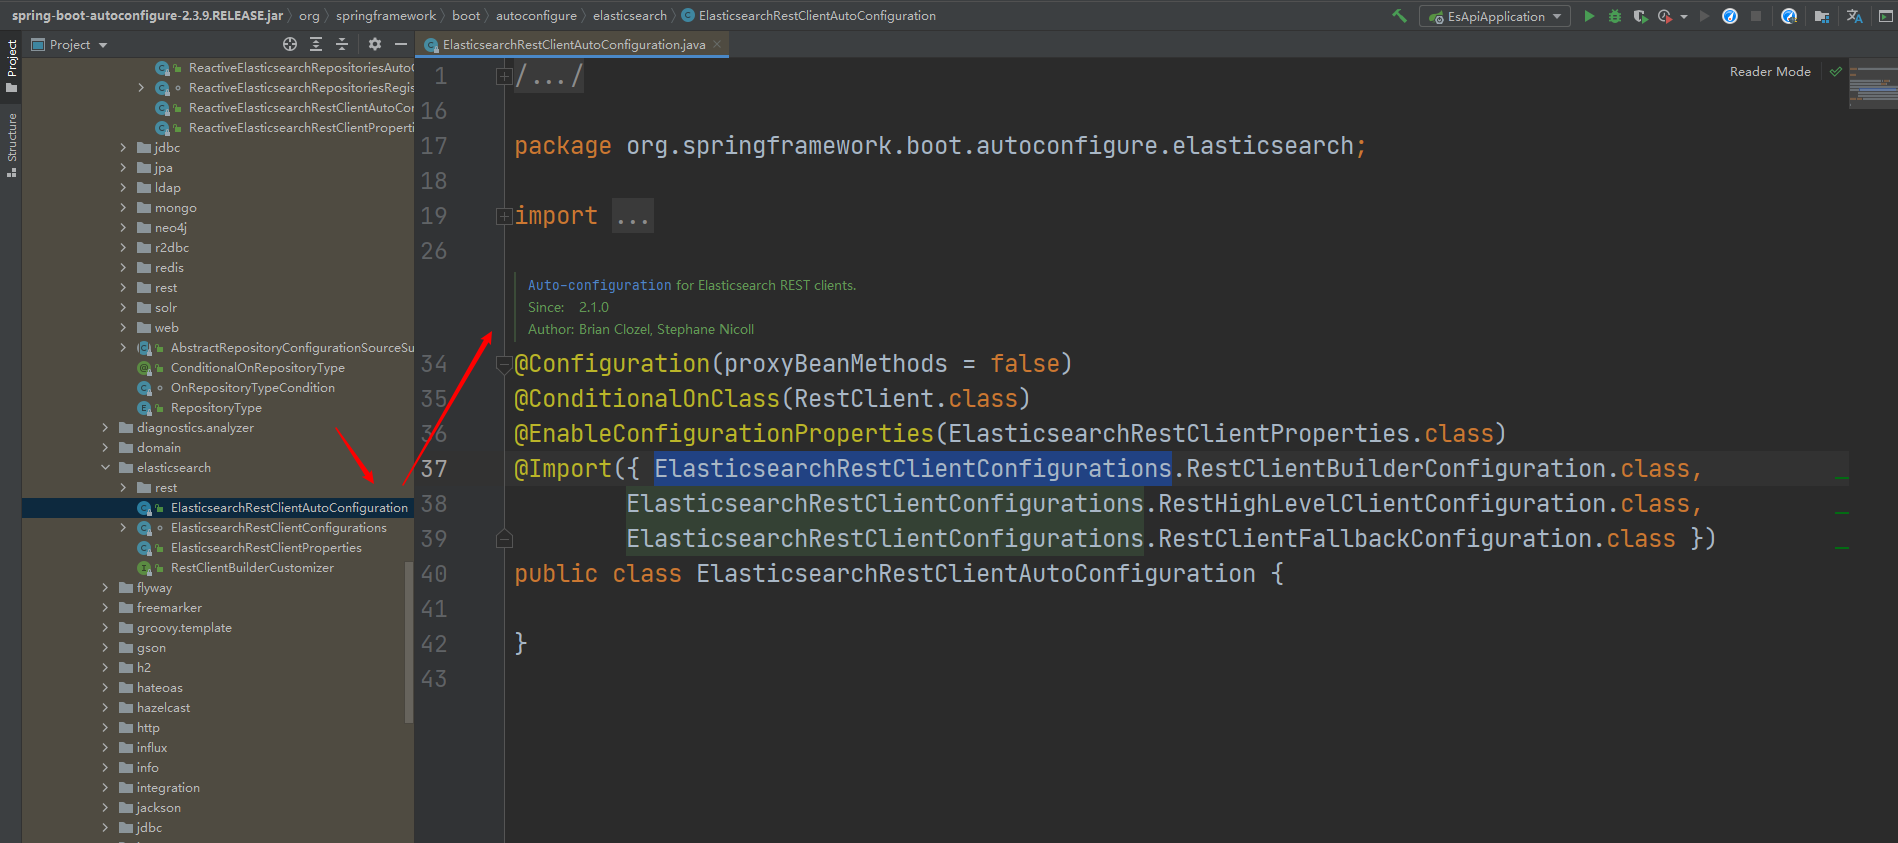 spring-boot-autoconfigure-2.3.9.RELEASE.jar 〉 org 〉 springframework 〉 boot 〉 autoconfigure 〉 elasticsearch 〉 ElasticsearchRestClientAutoConfiguration
EsApiApplication
Project
Structure
Project
ReactiveElasticsearchRepositoriesAutoC
ReactiveElasticsearchRepositoriesRegis
ReactiveElasticsearchRestClientAutoCor
ReactiveElasticsearchRestClientProperti
jdbc
jpa
ldap
mongo
neo4j
r2dbc
redis
rest
solr
web
AbstractRepositoryConfigurationSourceSu
ConditionalOnRepositoryType
OnRepositoryTypeCondition
RepositoryType
diagnostics.analyzer
domain
elasticsearch
rest
ElasticsearchRestClientAutoConfiguration
ElasticsearchRestClientConfigurations
ElasticsearchRestClientProperties
RestClientBuilderCustomizer
flyway
freemarker
groovy.template
gson
h2
hateoas
hazelcast
http
influx
info
integration
jackson
jdbc
ElasticsearchRestClientAutoConfiguration.java
Reader Mode
1 /.../
16
17 package org.springframework.boot.autoconfigure.elasticsearch;
18
19 import ...
26
Auto-configuration for Elasticsearch REST clients.
Since: 2.1.0
Author: Brian Clozel, Stephane Nicoll
34 @Configuration(proxyBeanMethods = false)
35 @ConditionalOnClass(RestClient.class)
36 @EnableConfigurationProperties(ElasticsearchRestClientProperties.class)
37 @Import({ ElasticsearchRestClientConfigurations.RestClientBuilderConfiguration.class,
38 ElasticsearchRestClientConfigurations.RestHighLevelClientConfiguration.class,
39 ElasticsearchRestClientConfigurations.RestClientFallbackConfiguration.class })
40 public class ElasticsearchRestClientAutoConfiguration {
41
42 }
43